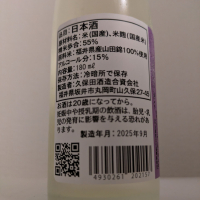 品目:日本酒
原材料名:米(国産)、米麹(国産米)
精米歩合:55%
原料米:福井県産山田錦100%使用
アルコール分:15%
内容量:180ml
保存方法:冷暗所で保存
製造者:久保田酒造合資会社
福井県坂井市丸岡町山久保27-45
お酒は20歳になってから。
妊娠中や授乳期の飲酒は、胎児・乳
児の発育に影響を与える恐れがあり
ます。
製造年月:2025年9月
4930261 202157